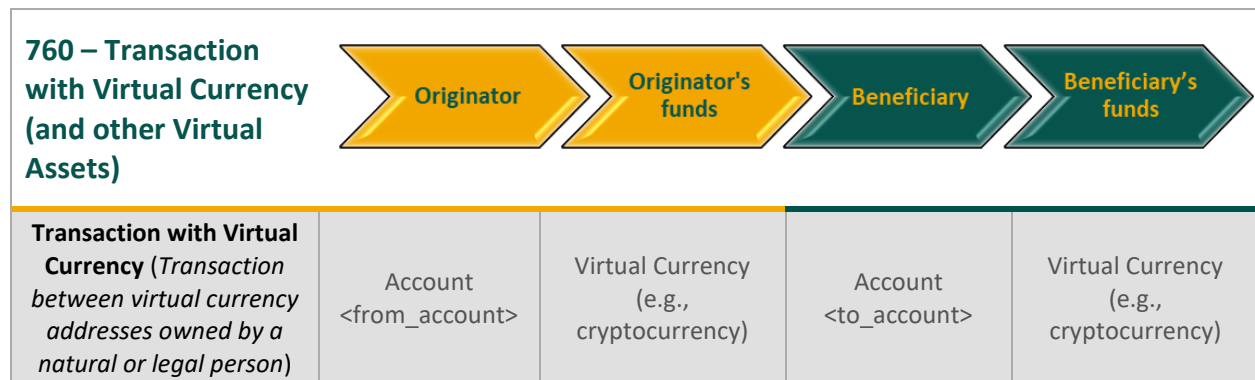 760 – Transaction
with Virtual Currency
(and other Virtual
Assets)
Originator
Originator's
funds
Beneficiary
Beneficiary’s
funds
Transaction with Virtual
Currency (Transaction
between virtual currency
addresses owned by a
natural or legal person)
Account
<from_account>
Virtual Currency
(e.g.,
cryptocurrency)
Account
<to_account>
Virtual Currency
(e.g.,
cryptocurrency)